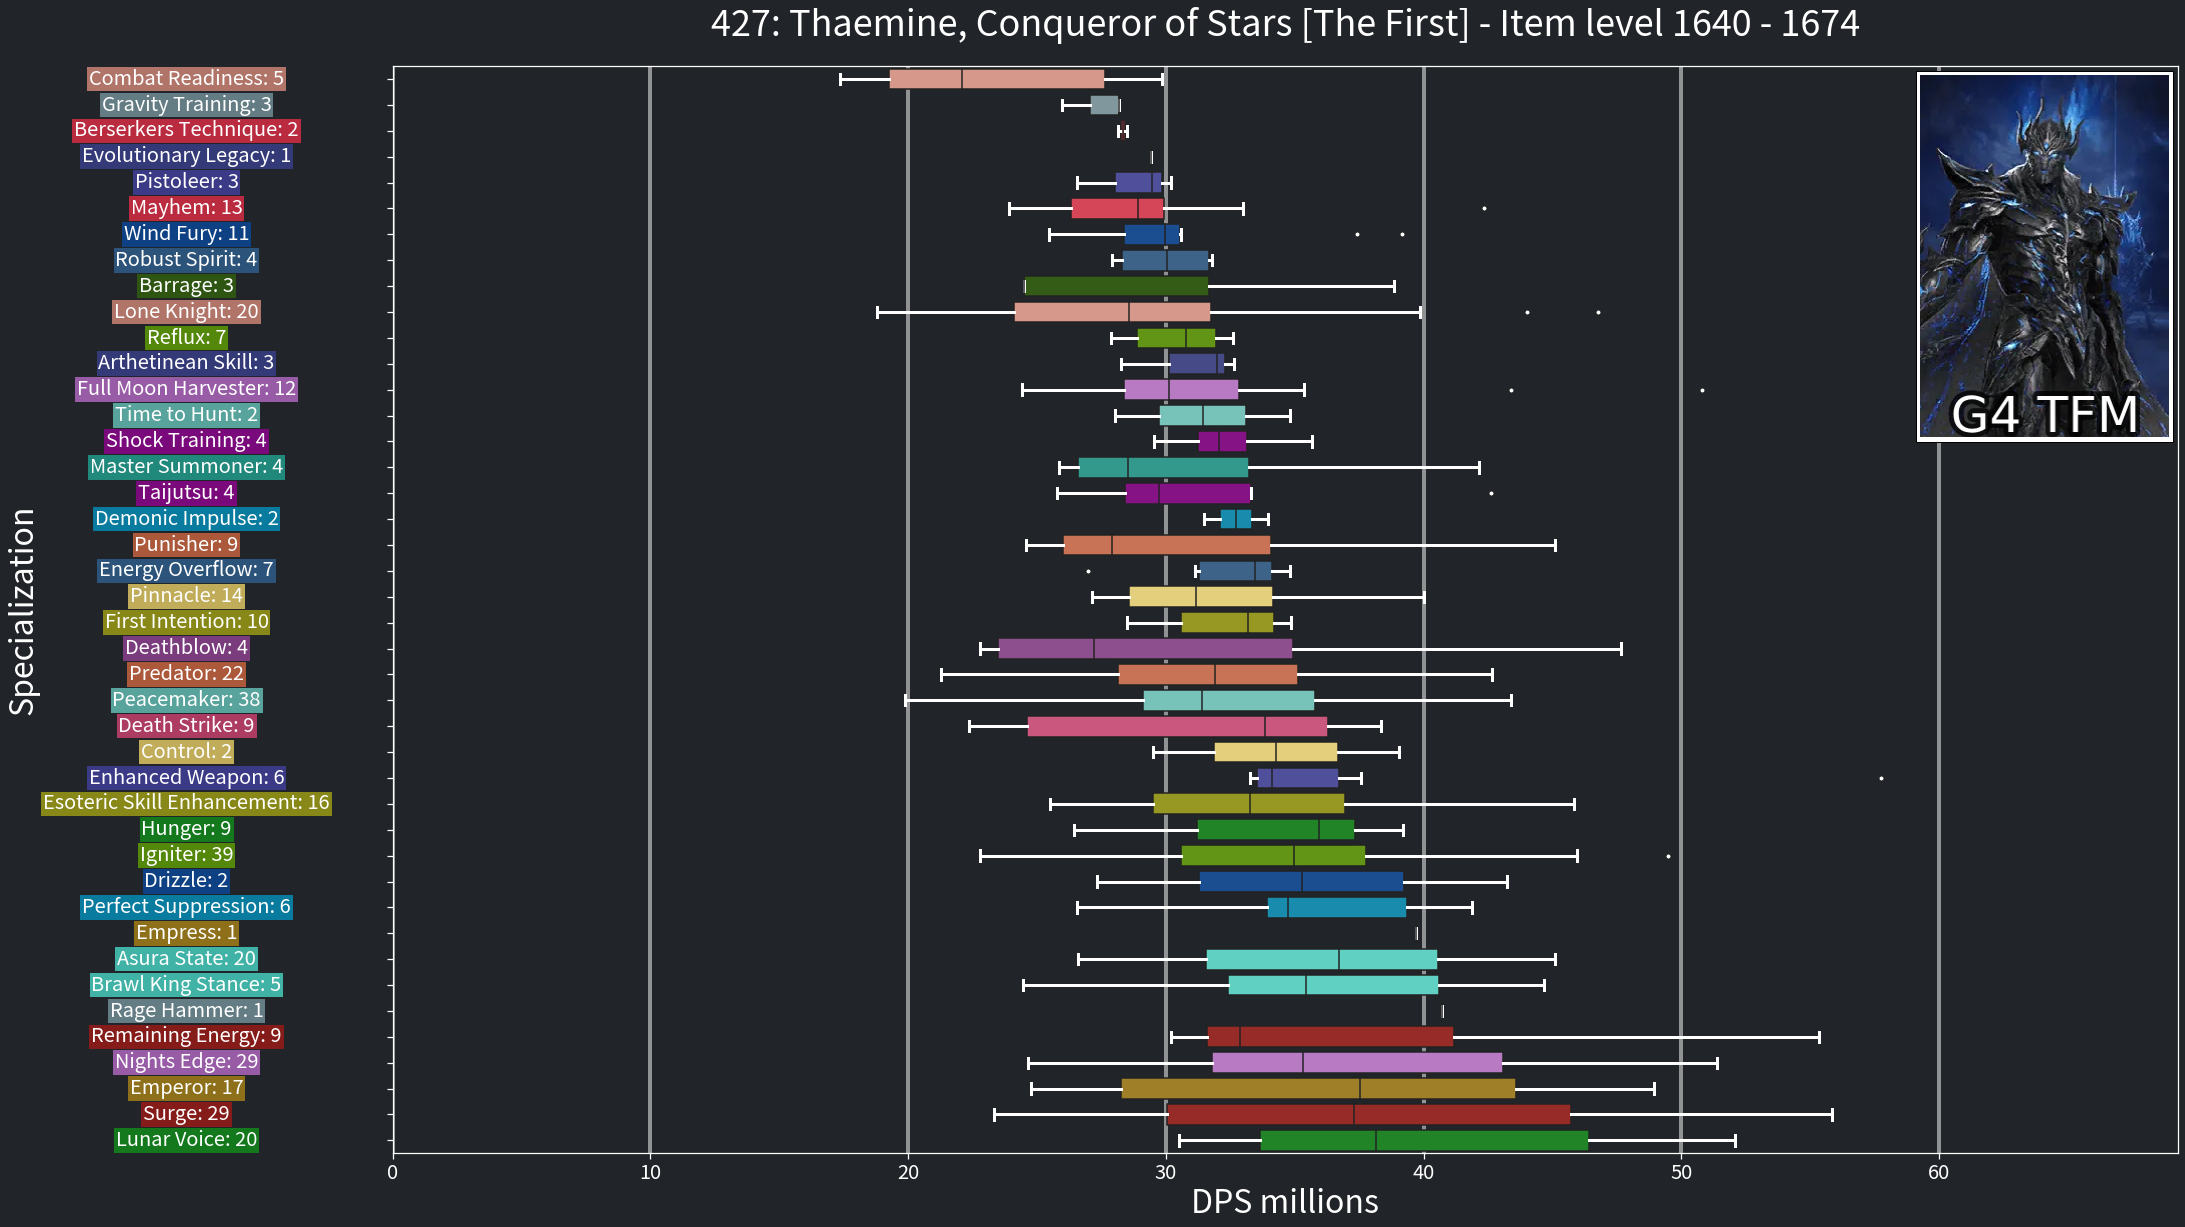 427: Thaemine, Conqueror of Stars [The First] - Item level 1640 - 1674
Combat Readiness: 5
Gravity Training: 3
Berserkers Technique: 2
Evolutionary Legacy: 1
Pistoleer: 3
Mayhem: 13
Wind Fury: 11
Robust Spirit: 4
Barrage: 3
Lone Knight: 20
Reflux: 7
Arthetinean Skill: 3
Full Moon Harvester: 12
Time to Hunt: 2
Shock Training: 4
Master Summoner: 4
Taijutsu: 4
Demonic Impulse: 2
Punisher: 9
Energy Overflow: 7
Pinnacle: 14
First Intention: 10
Deathblow: 4
Predator: 22
Peacemaker: 38
Death Strike: 9
Control: 2
Enhanced Weapon: 6
Esoteric Skill Enhancement: 16
Hunger: 9
Igniter: 39
Drizzle: 2
Perfect Suppression: 6
Empress: 1
Asura State: 20
Brawl King Stance: 5
Rage Hammer: 1
Remaining Energy: 9
Nights Edge: 29
Emperor: 17
Surge: 29
Lunar Voice: 20
Specialization
G4 TFM
0 10 20 30 40 50 60
DPS millions